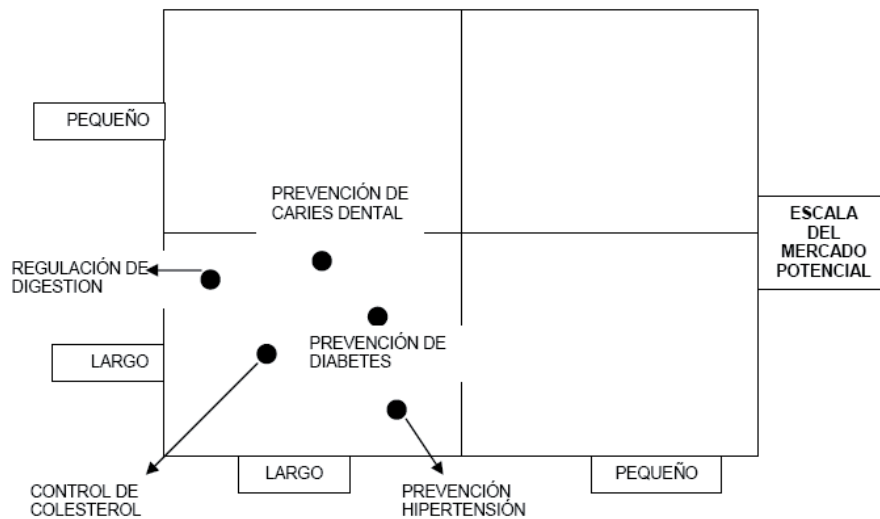 PEQUEÑO
PREVENCIÓN DE
CARIES DENTAL
ESCALA
DEL
MERCADO
POTENCIAL
REGULACIÓN DE
DIGESTION
PREVENCIÓN DE
DIABETES
LARGO
LARGO
PEQUEÑO
CONTROL DE
COLESTEROL
PREVENCIÓN
HIPERTENSIÓN